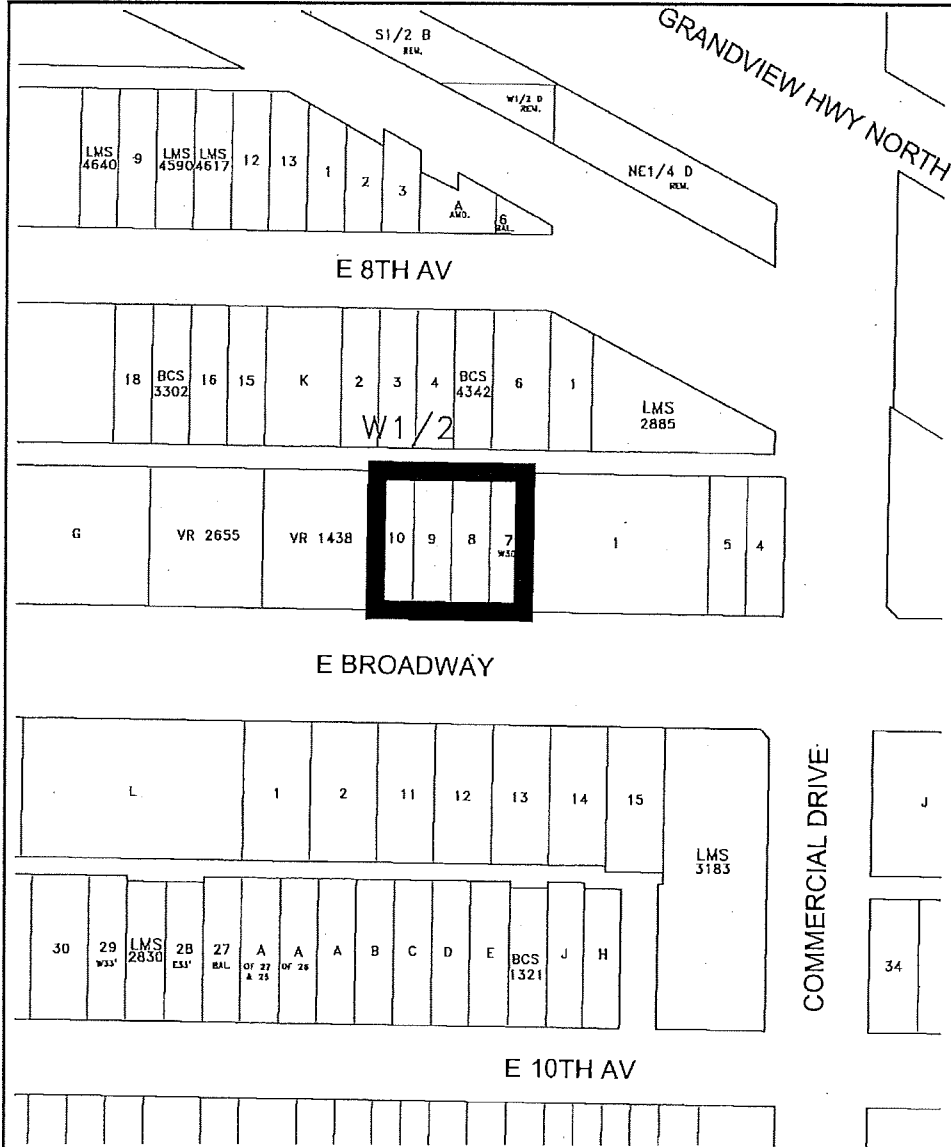 S1/2 B
REM.
GRANDVIEW HWY NORTH
W1/2 D
REM.
NE1/4 D
REM.
LMS
4640
9
LMS
4590
LMS
4617
12
13
1
2
3
A
AMD.
6
BAL.
E 8TH AV
18
BCS
3302
16
15
K
2
3
4
BCS
4342
6
1
LMS
2885
W1/2
G
VR 2655
VR 1438
10
9
8
7
W30
1
5
4
E BROADWAY
L
1
2
11
12
13
14
15
LMS
3183
J
COMMERCIAL DRIVE
30
29
W33'
LMS
2830
28
E33'
27
BAL.
A
OF 27
& 28
A
OF 26
A
B
C
D
E
BCS
1321
J
H
34
E 10TH AV